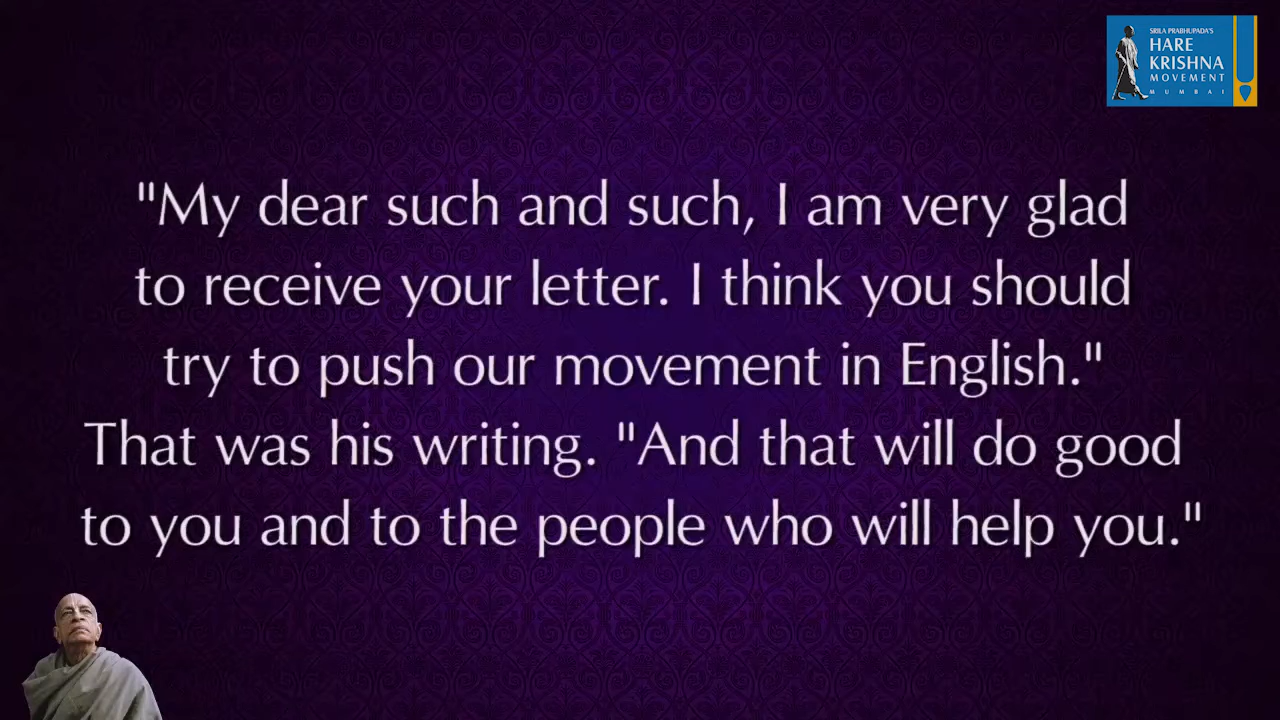 SRILA PRABHUPADA'S
HARE
KRISHNA
MOVEMENT
MUMBAI
"My dear such and such, I am very glad
to receive your letter. I think you should
try to push our movement in English."
That was his writing. "And that will do good
to you and to the people who will help you."